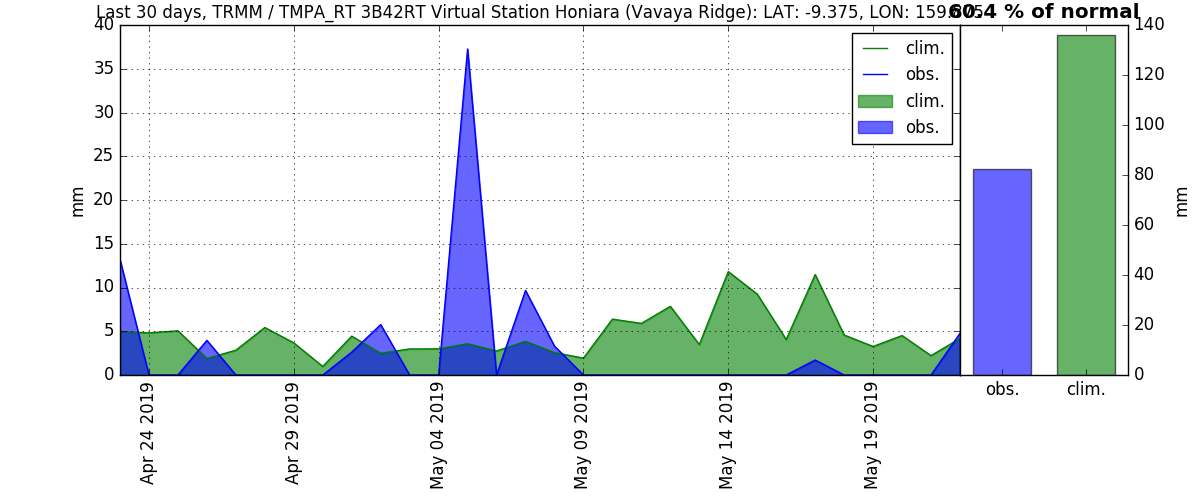 Last 30 days, TRMM / TMPA_RT 3B42RT Virtual Station Honiara (Vavaya Ridge): LAT: -9.375, LON:
60.4 % of normal
40
35
30
25
20
15
10
5
0
mm
clim.
obs.
clim.
obs.
140
120
100
80
60
40
20
0
mm
obs.
clim.
Apr 24 2019
Apr 29 2019
May 04 2019
May 09 2019
May 14 2019
May 19 2019